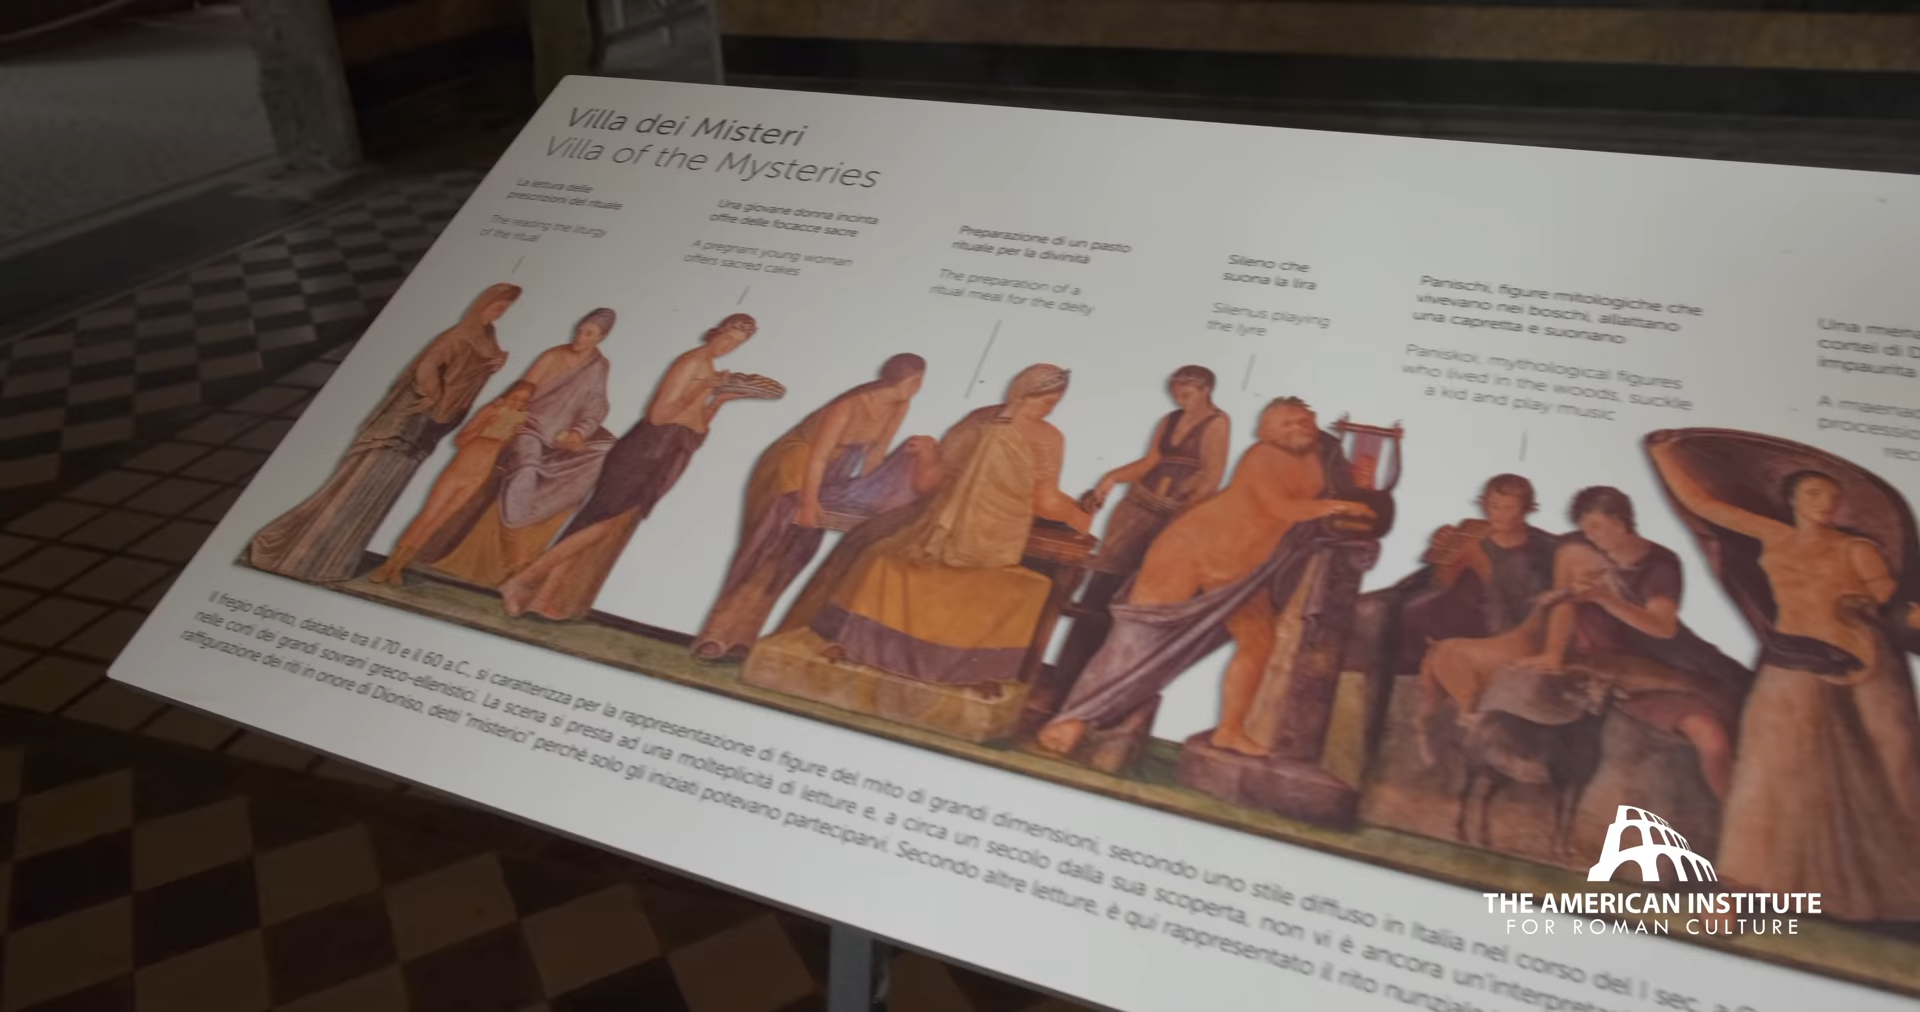 Villa dei Misteri
Villa of the Mysteries
La lettura delle
prescrizioni del rituale
The reading the liturgy
of the ritual
Una giovane donna incinta
offre delle focacce sacre
A pregnant young woman
offers sacred cakes
Preparazione di un pasto
rituale per la divinità
The preparation of a
ritual meal for the deity
Sileno che
suona la lira
Silenus playing
the lyre
Panischi, figure mitologiche che
vivevano nei boschi, allattano
una capretta e suonano
Paniskoi, mythological figures
who lived in the woods, suckle
a kid and play music
Una
cortei di
impaurita
A
Il fregio dipinto, databile tra il 70 e il 60 a.C., si caratterizza per la rappresentazione di figure del mito di grandi dimensioni, secondo uno stile diffuso in Italia nel corso del I sec.
nelle corti dei grandi sovrani greco-ellenistici. La scena si presta ad una molteplicità di letture e, a circa un secolo dalla sua scoperta, non vi è ancora
raffigurazione dei riti in onore di Dioniso, detti "misterici" perchè solo gli iniziati potevano parteciparvi. Secondo altre letture, è qui rappresentato il rito
THE AMERICAN INSTITUTE
FOR ROMAN CULTURE